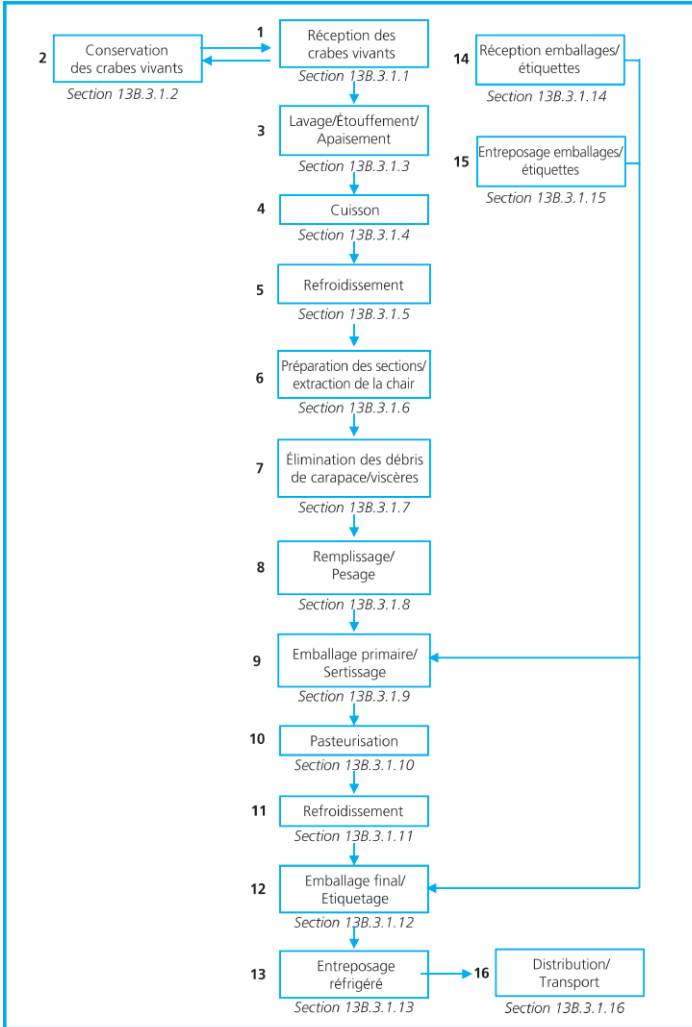 1
Réception des
crabes vivants
Section 13B.3.1.1
2
Conservation
des crabes vivants
Section 13B.3.1.2
14
Réception emballages/
étiquettes
Section 13B.3.1.14
3
Lavage/Étouffement/
Apaisement
Section 13B.3.1.3
15
Entreposage emballages/
étiquettes
Section 13B.3.1.15
4
Cuisson
Section 13B.3.1.4
5
Refroidissement
Section 13B.3.1.5
6
Préparation des sections/
extraction de la chair
Section 13B.3.1.6
7
Élimination des débris
de carapace/viscères
Section 13B.3.1.7
8
Remplissage/
Pesage
Section 13B.3.1.8
9
Emballage primaire/
Sertissage
Section 13B.3.1.9
10
Pasteurisation
Section 13B.3.1.10
11
Refroidissement
Section 13B.3.1.11
12
Emballage final/
Etiquetage
Section 13B.3.1.12
13
Entreposage
réfrigéré
Section 13B.3.1.13
16
Distribution/
Transport
Section 13B.3.1.16